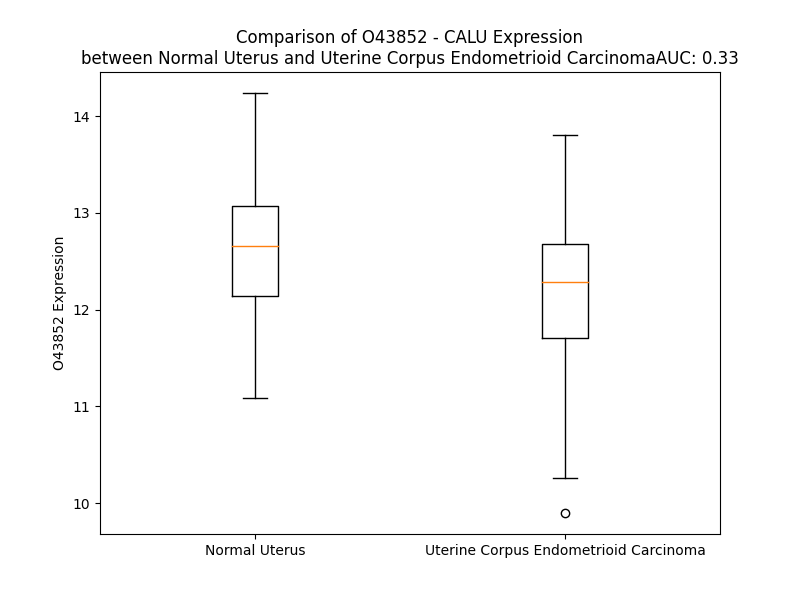 Comparison of O43852 - CALU Expression
between Normal Uterus and Uterine Corpus Endometrioid CarcinomaAUC: 0.33
14
13
12
11
10
O43852 Expression
Normal Uterus
Uterine Corpus Endometrioid Carcinoma